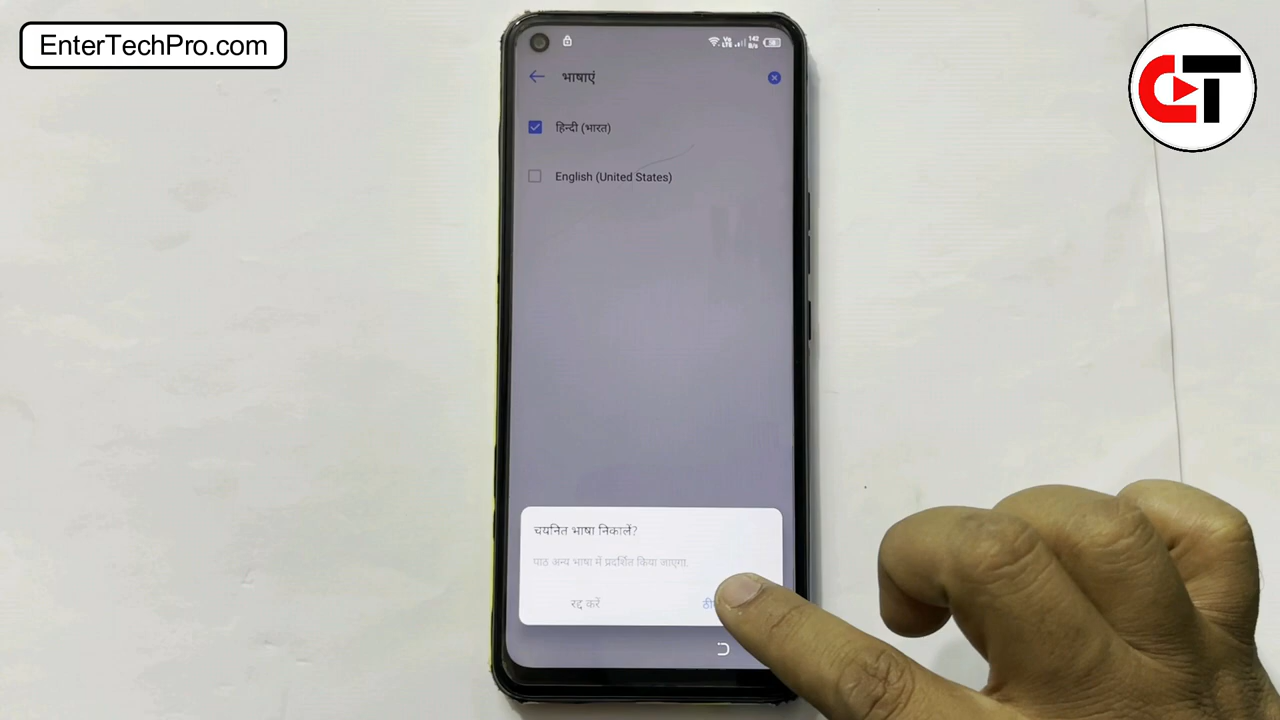 EnterTechPro.com
भाषाएं
हिन्दी (भारत)
English (United States)
चयनित भाषा निकालें?
पाठ अन्य भाषा में प्रदर्शित किया जाएगा.
रद्द करें